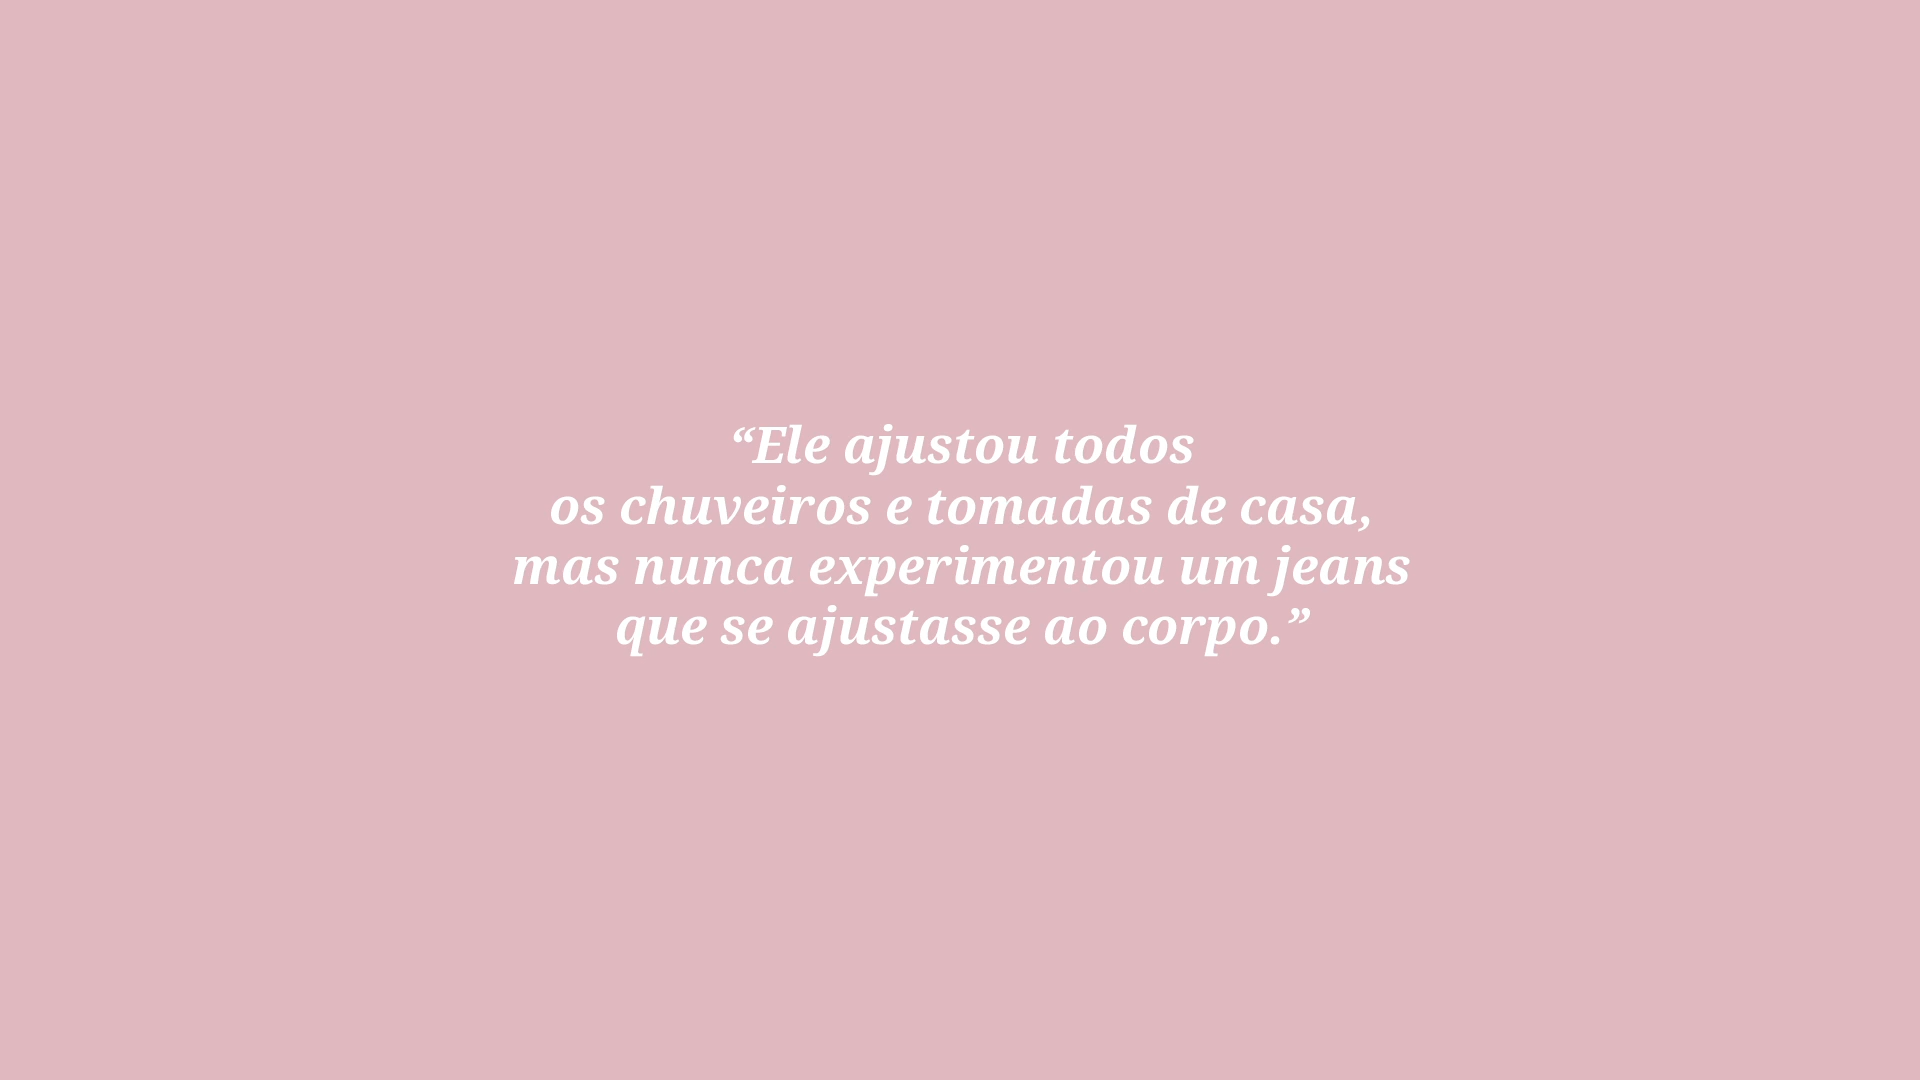 “Ele ajustou todos
os chuveiros e tomadas de casa,
mas nunca experimentou um jeans
que se ajustasse ao corpo.”